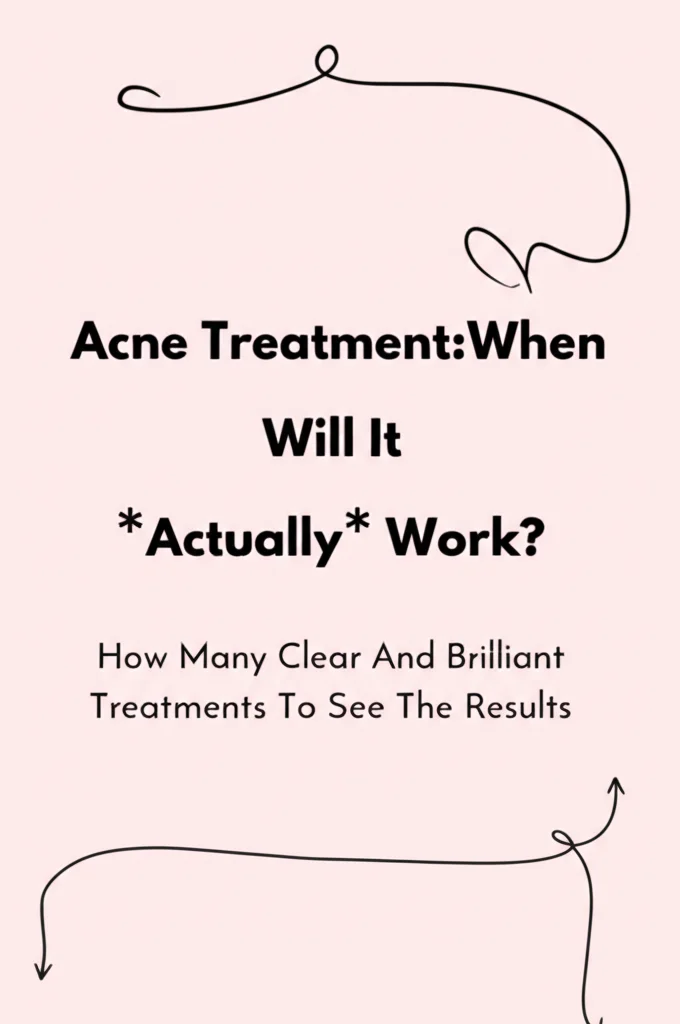 Acne Treatment:When
Will It
*Actually* Work?
How Many Clear And Brilliant
Treatments To See The Results